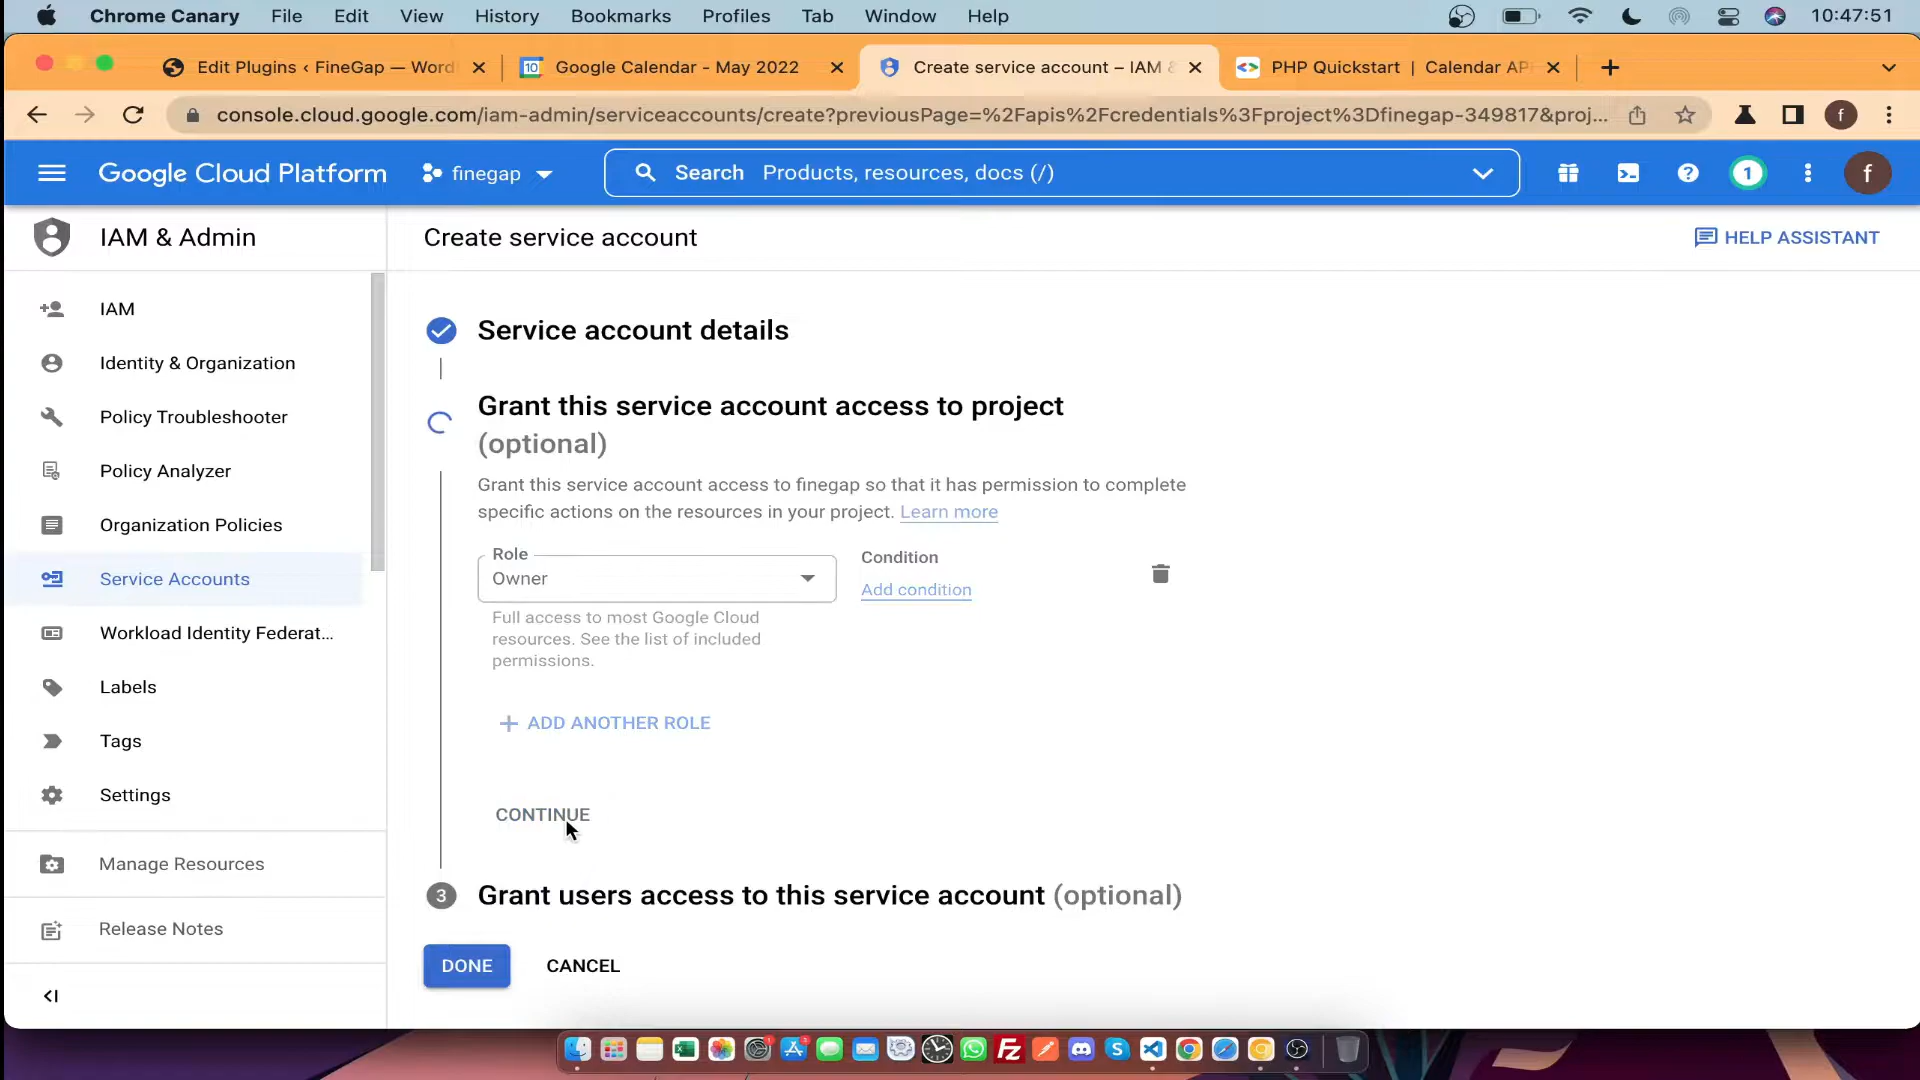 Chrome Canary File Edit View History Bookmarks Profiles Tab Window Help 10:47:51
Edit Plugins ‹ FineGap — Word
Google Calendar - May 2022
Create service account – IAM &
PHP Quickstart | Calendar AP
console.cloud.google.com/iam-admin/serviceaccounts/create?previousPage=%2Fapis%2Fcredentials%3Fproject%3Dfinegap-349817&proj...
f
Google Cloud Platform
finegap
Search Products, resources, docs (/)
1
f
IAM & Admin
Create service account
HELP ASSISTANT
IAM
Identity & Organization
Policy Troubleshooter
Policy Analyzer
Organization Policies
Service Accounts
Workload Identity Federat...
Labels
Tags
Settings
Manage Resources
Release Notes
Service account details
Grant this service account access to project
(optional)
Grant this service account access to finegap so that it has permission to complete
specific actions on the resources in your project. Learn more
Role
Owner
Condition
Add condition
Full access to most Google Cloud
resources. See the list of included
permissions.
ADD ANOTHER ROLE
CONTINUE
3 Grant users access to this service account (optional)
DONE
CANCEL